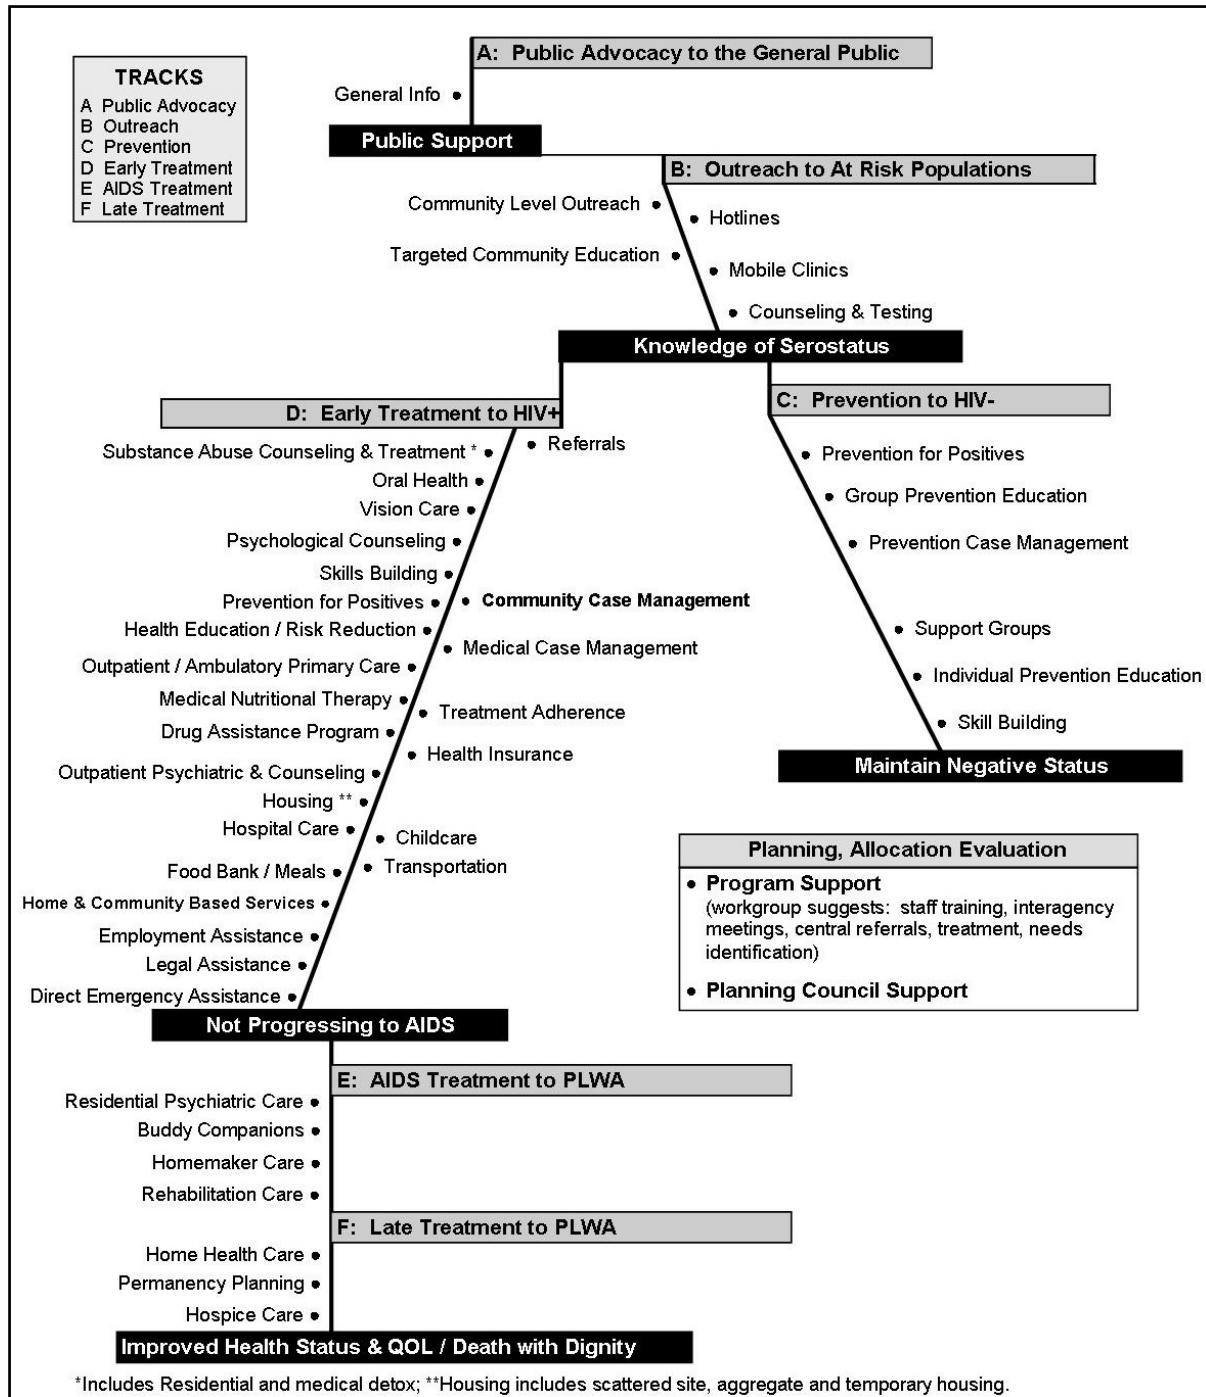 A: Public Advocacy to the General Public
TRACKS
A Public Advocacy
B Outreach
C Prevention
D Early Treatment
E AIDS Treatment
F Late Treatment
General Info •
Public Support
B: Outreach to At Risk Populations
Community Level Outreach •
• Hotlines
Targeted Community Education •
• Mobile Clinics
• Counseling & Testing
Knowledge of Serostatus
D: Early Treatment to HIV+
• Referrals
Substance Abuse Counseling & Treatment * •
Oral Health •
Vision Care •
Psychological Counseling •
Skills Building •
Prevention for Positives •
• Community Case Management
Health Education / Risk Reduction •
• Medical Case Management
Outpatient / Ambulatory Primary Care •
Medical Nutritional Therapy •
• Treatment Adherence
Drug Assistance Program •
• Health Insurance
Outpatient Psychiatric & Counseling •
Housing ** •
Hospital Care •
• Childcare
Food Bank / Meals •
• Transportation
Home & Community Based Services •
Employment Assistance •
Legal Assistance •
Direct Emergency Assistance •
Not Progressing to AIDS
C: Prevention to HIV-
• Prevention for Positives
• Group Prevention Education
• Prevention Case Management
• Support Groups
• Individual Prevention Education
• Skill Building
Maintain Negative Status
Planning, Allocation Evaluation
• Program Support
(workgroup suggests: staff training, interagency
meetings, central referrals, treatment, needs
identification)
• Planning Council Support
E: AIDS Treatment to PLWA
Residential Psychiatric Care •
Buddy Companions •
Homemaker Care •
Rehabilitation Care •
F: Late Treatment to PLWA
Home Health Care •
Permanency Planning •
Hospice Care •
Improved Health Status & QOL / Death with Dignity
*Includes Residential and medical detox; **Housing includes scattered site, aggregate and temporary housing.